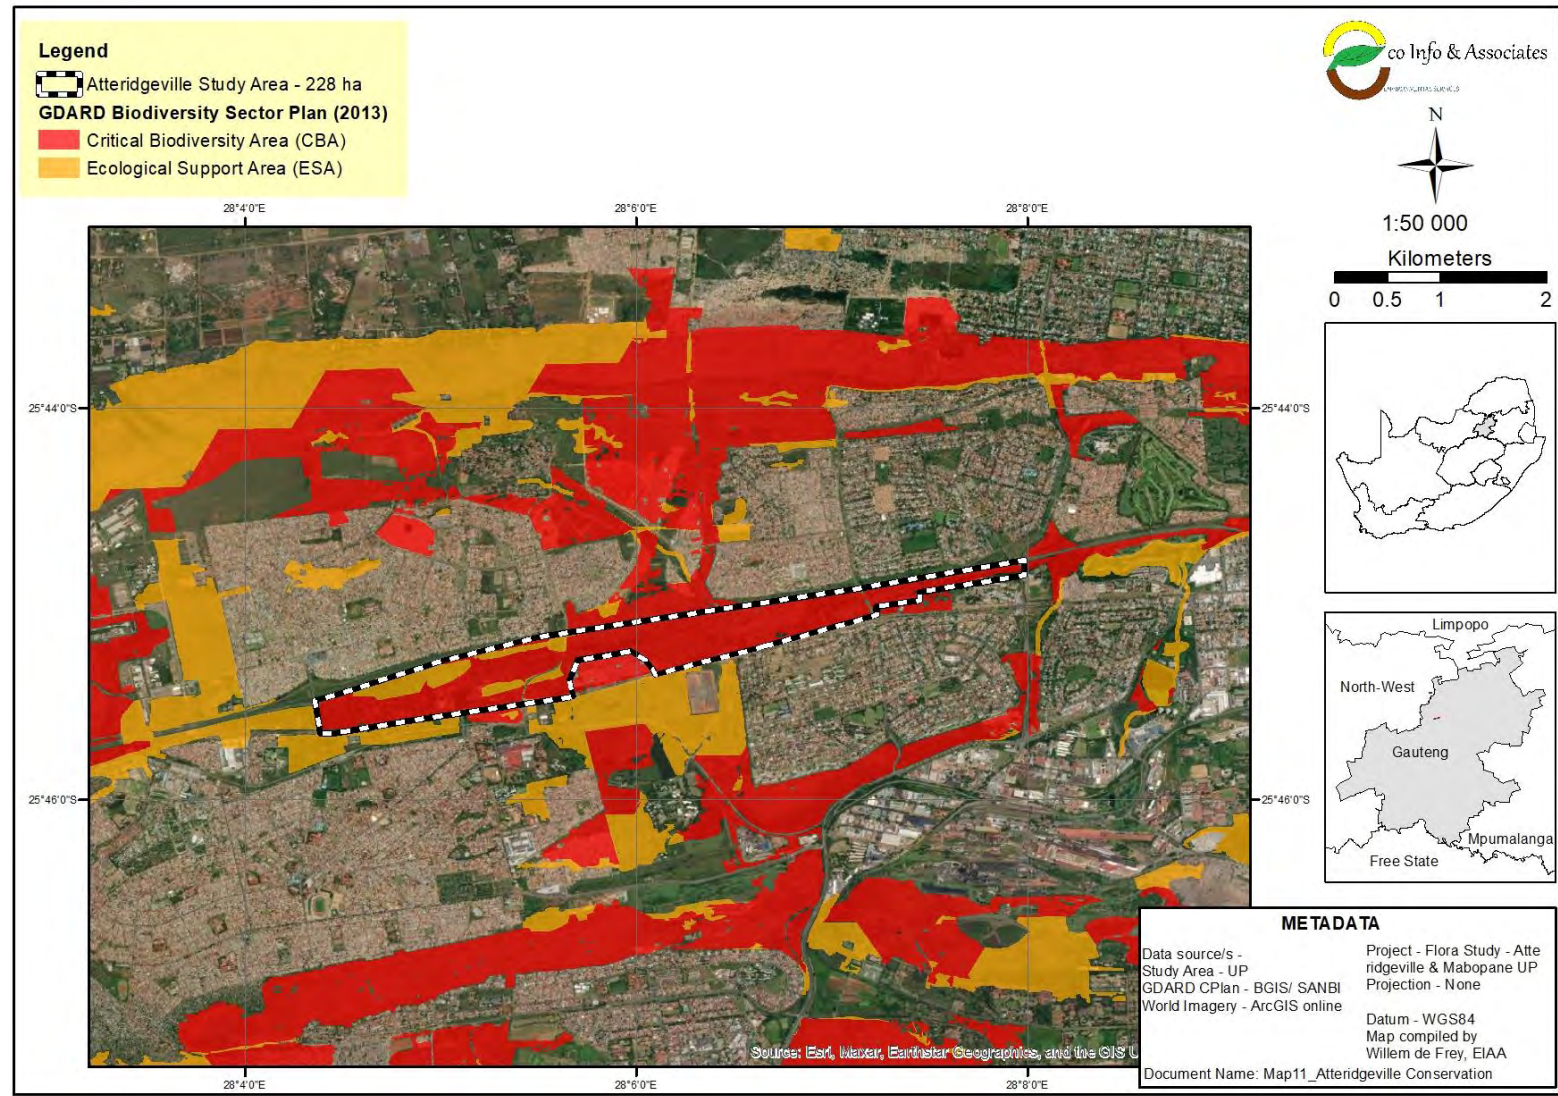 Legend
Atteridgeville Study Area - 228 ha
GDARD Biodiversity Sector Plan (2013)
Critical Biodiversity Area (CBA)
Ecological Support Area (ESA)
co Info & Associates
N
1:50 000
Kilometers
0 0.5 1 2
28°4'0"E 28°6'0"E 28°8'0"E
25°44'0"S 25°44'0"S
25°46'0"S 25°46'0"S
28°4'0"E 28°6'0"E 28°8'0"E
Source: Esri, Maxar, Earthstar Geographics, and the GIS U
Limpopo
North-West
Gauteng
Mpumalanga
Free State
METADATA
Data source/s -
Study Area - UP
GDARD CPlan - BGIS/ SANBI
World Imagery - ArcGIS online
Project - Flora Study - Atte
ridgeville & Mabopane UP
Projection - None
Datum - WGS84
Map compiled by
Willem de Frey, EIAA
Document Name: Map11_Atteridgeville Conservation